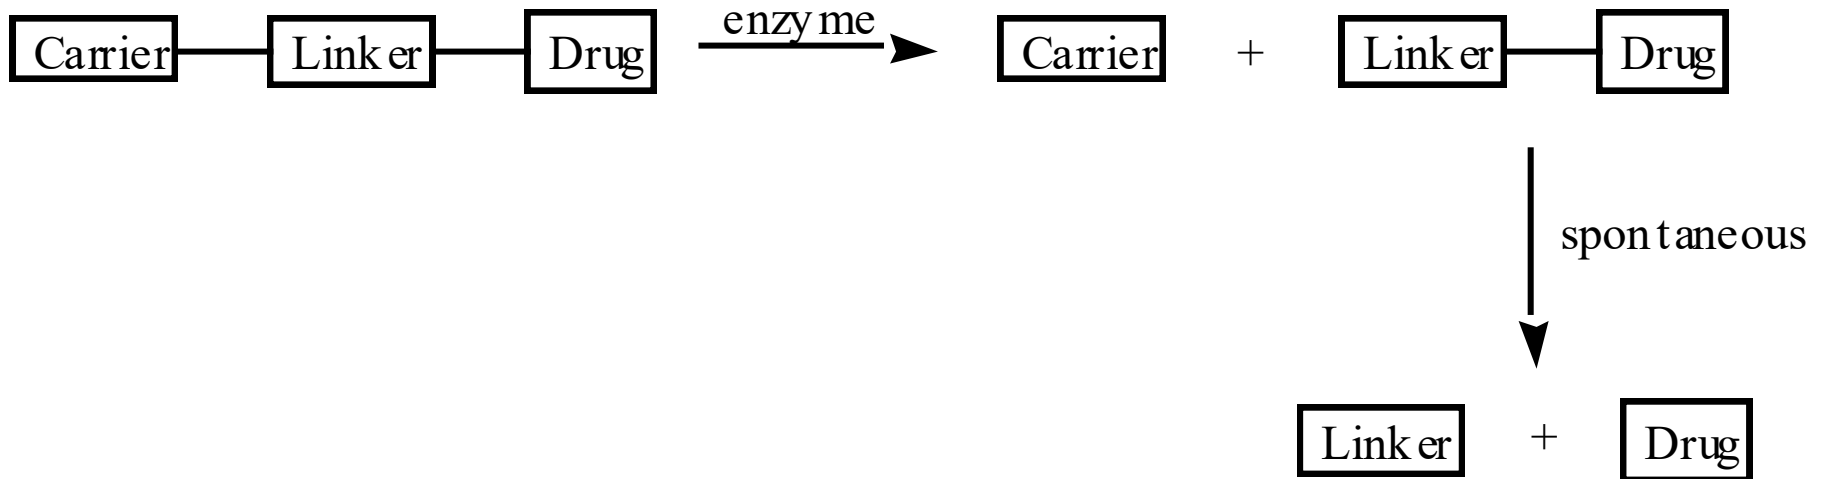 enzyme
Carrier Linker Drug Carrier + Linker Drug
spontaneous
Linker + Drug